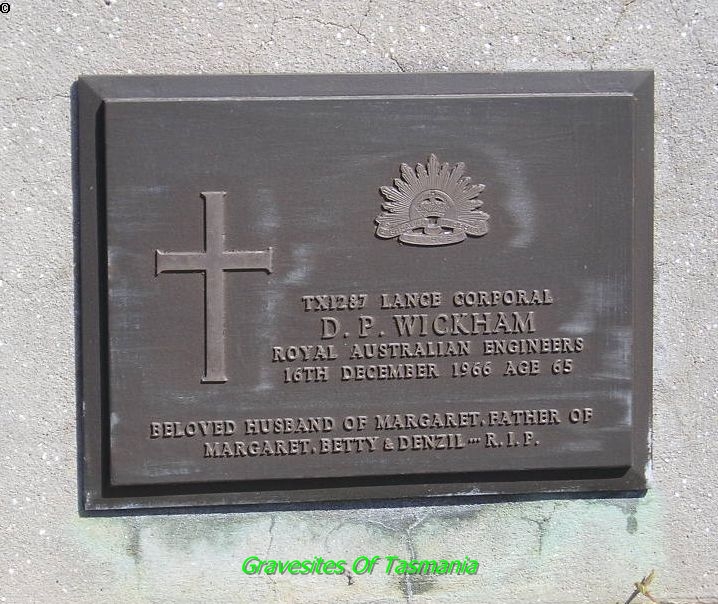 ©
TX1287 LANCE CORPORAL
D. P. WICKHAM
ROYAL AUSTRALIAN ENGINEERS
16TH DECEMBER 1966 AGE 65
BELOVED HUSBAND OF MARGARET, FATHER OF
MARGARET, BETTY & DENZIL ... R.I.P.
Gravesites Of Tasmania